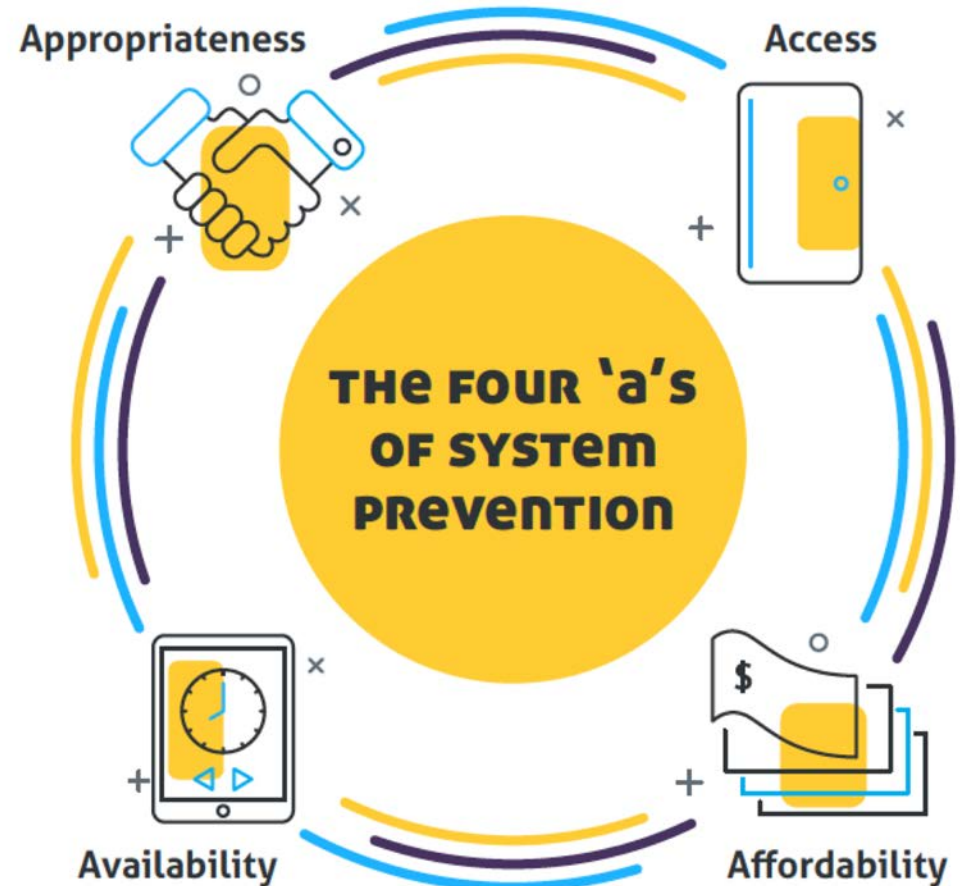 Appropriateness
Access
THE FOUR 'a's
OF SYSTEM
PREVENTION
$
Availability
Affordability